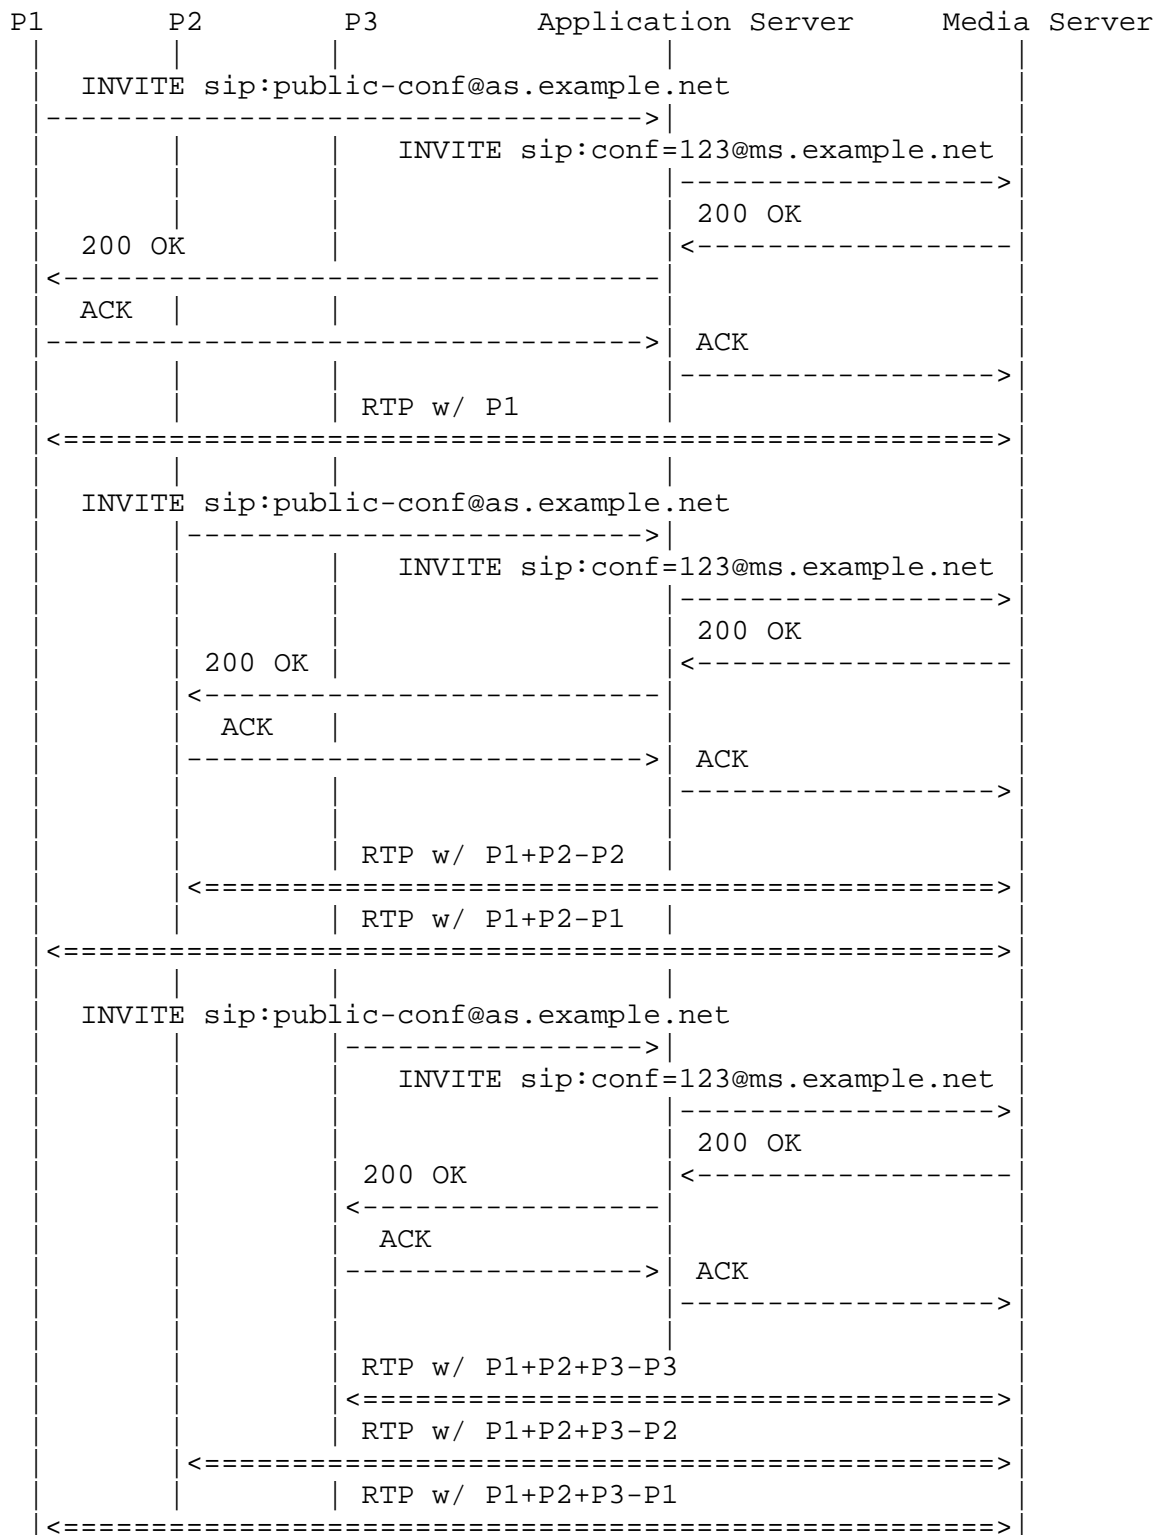 P1 P2 P3 Application Server Media Server
INVITE sip:public-conf@as.example.net
INVITE sip:conf=123@ms.example.net
200 OK
200 OK
ACK
ACK
RTP w/ P1
INVITE sip:public-conf@as.example.net
INVITE sip:conf=123@ms.example.net
200 OK
200 OK
ACK
ACK
RTP w/ P1+P2-P2
RTP w/ P1+P2-P1
INVITE sip:public-conf@as.example.net
INVITE sip:conf=123@ms.example.net
200 OK
200 OK
ACK
ACK
RTP w/ P1+P2+P3-P3
RTP w/ P1+P2+P3-P2
RTP w/ P1+P2+P3-P1